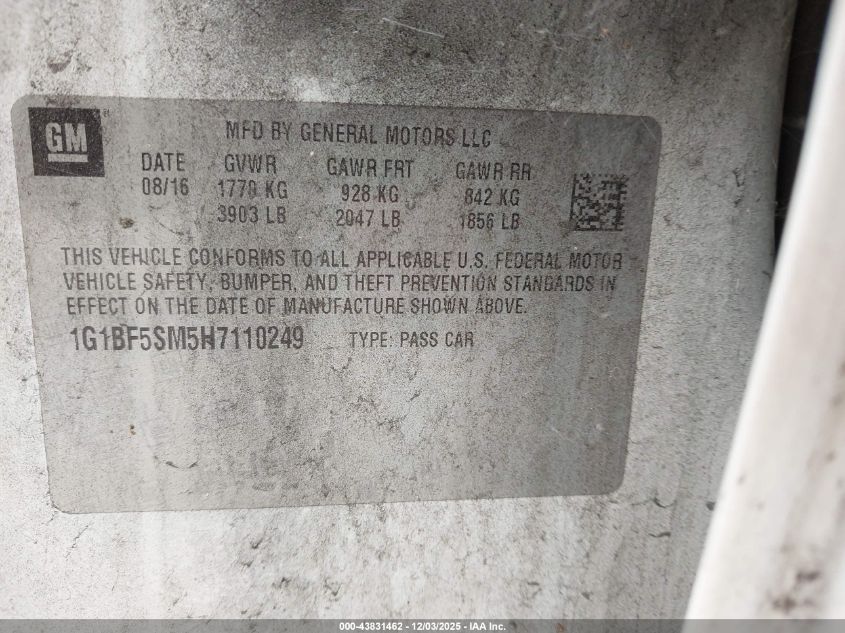 GM
MFD BY GENERAL MOTORS LLC
DATE GVWR GAWR FRT GAWR RR
08/16 1770 KG 928 KG 842 KG
3903 LB 2047 LB 1856 LB
THIS VEHICLE CONFORMS TO ALL APPLICABLE U.S. FEDERAL MOTOR
VEHICLE SAFETY, BUMPER, AND THEFT PREVENTION STANDARDS IN
EFFECT ON THE DATE OF MANUFACTURE SHOWN ABOVE.
1G1BF5SM5H7110249 TYPE: PASS CAR
000-43831462 - 12/03/2025 - IAA Inc.